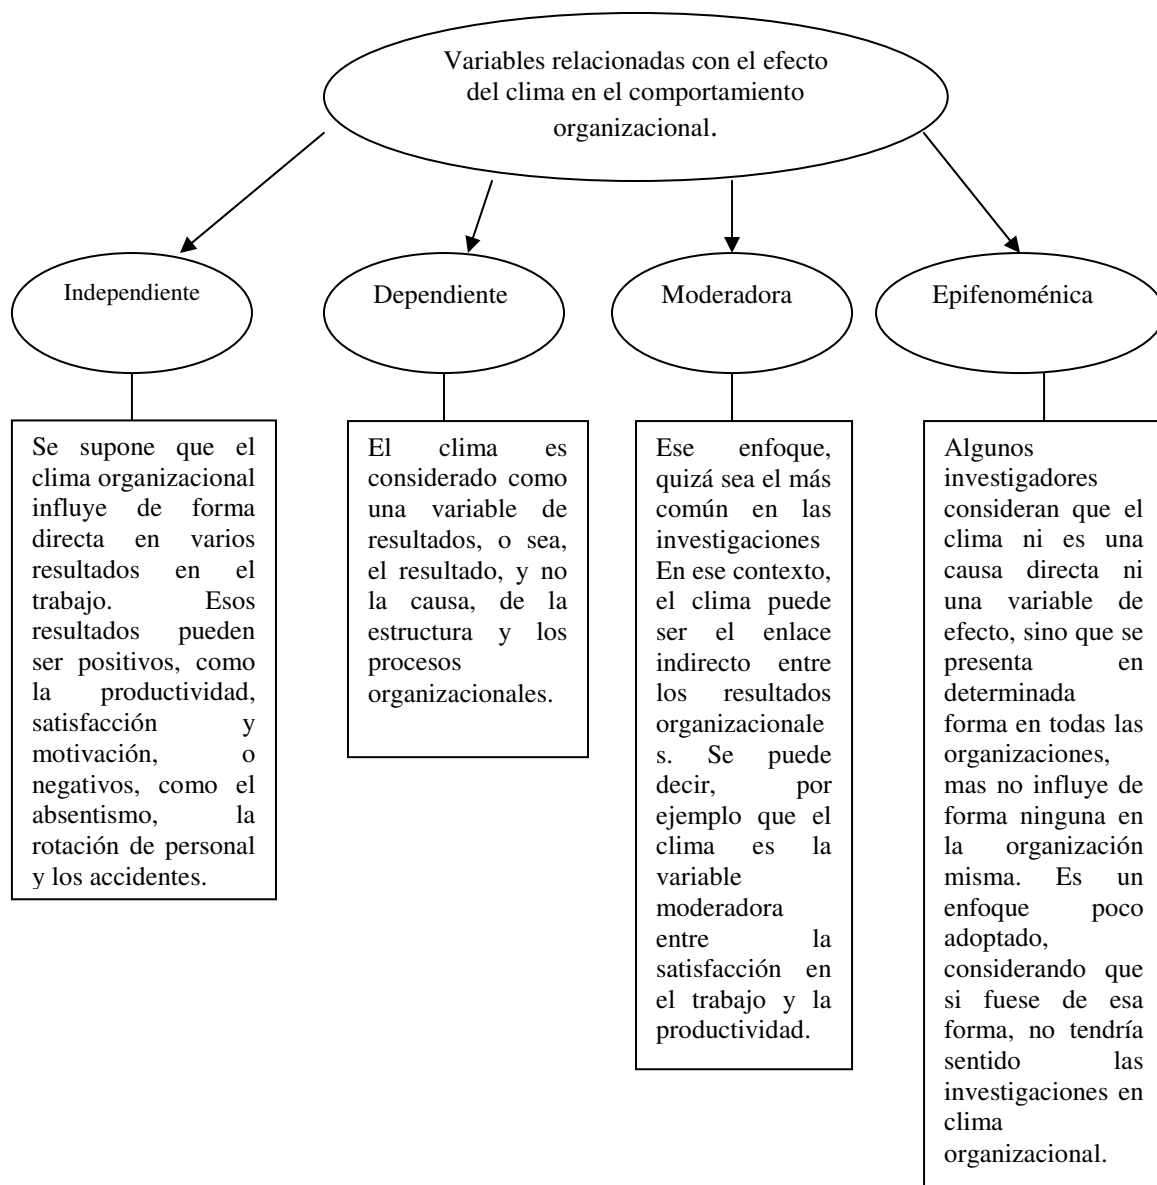 Variables relacionadas con el efecto
del clima en el comportamiento
organizacional.
Independiente
Dependiente
Moderadora
Epifenoménica
Se supone que el
clima organizacional
influye de forma
directa en varios
resultados en el
trabajo. Esos
resultados pueden
ser positivos, como
la productividad,
satisfacción y
motivación, o
negativos, como el
absentismo, la
rotación de personal
y los accidentes.
El clima es
considerado como
una variable de
resultados, o sea,
el resultado, y no
la causa, de la
estructura y los
procesos
organizacionales.
Ese enfoque,
quizá sea el más
común en las
investigaciones
En ese contexto,
el clima puede
ser el enlace
indirecto entre
los resultados
organizacionale
s. Se puede
decir, por
ejemplo que el
clima es la
variable
moderadora
entre la
satisfacción en
el trabajo y la
productividad.
Algunos
investigadores
consideran que el
clima ni es una
causa directa ni
una variable de
efecto, sino que se
presenta en
determinada
forma en todas las
organizaciones,
mas no influye de
forma ninguna en
la organización
misma. Es un
enfoque poco
adoptado,
considerando que
si fuese de esa
forma, no tendría
sentido las
investigaciones en
clima
organizacional.